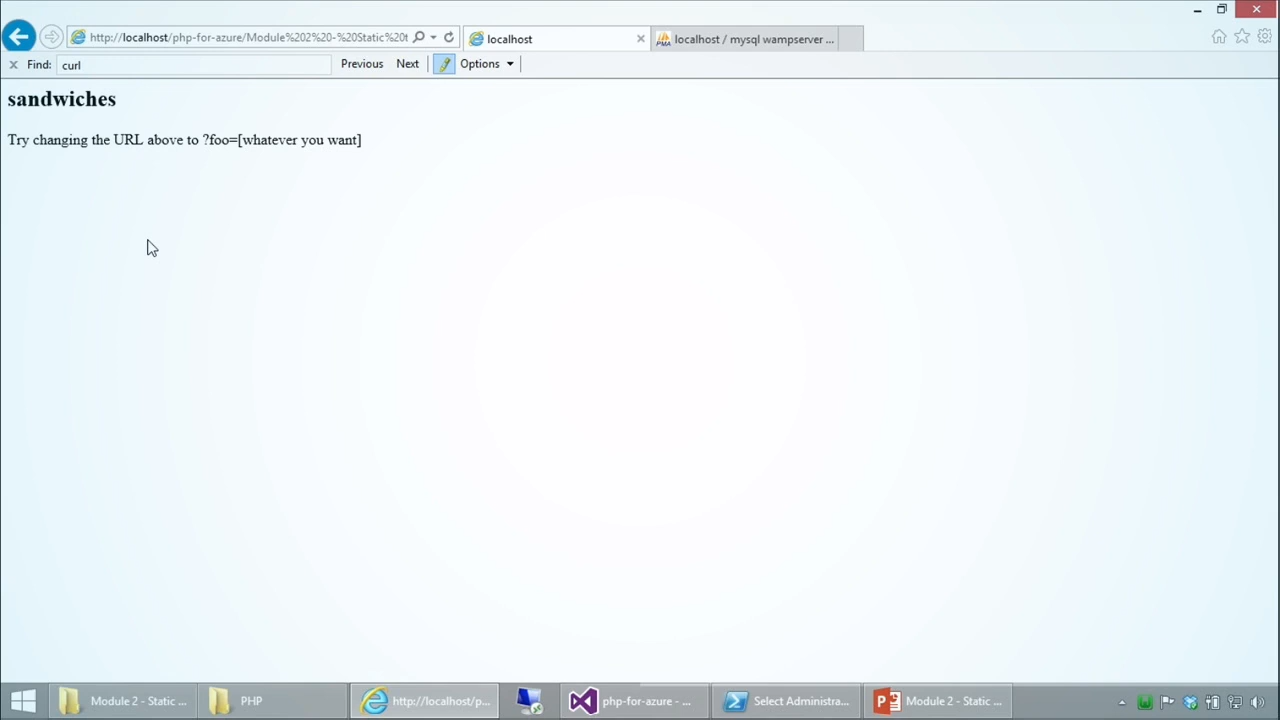 http://localhost/php-for-azure/Module%202%20-%20Static%20t
localhost
localhost / mysql wampserver ...
PMA
Find: curl
Previous Next Options
sandwiches
Try changing the URL above to ?foo=[whatever you want]
Module 2 - Static ...
PHP
http://localhost/p...
php-for-azure - ...
Select Administra...
Module 2 - Static ...